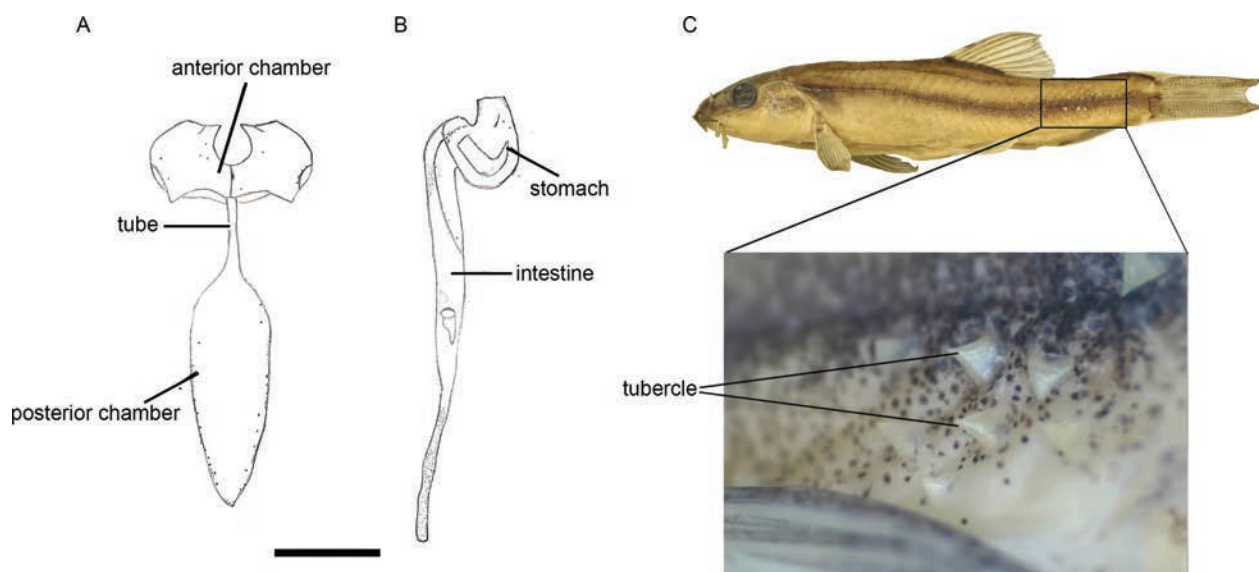 A
B
C
anterior chamber
stomach
tube
intestine
posterior chamber
tubercle